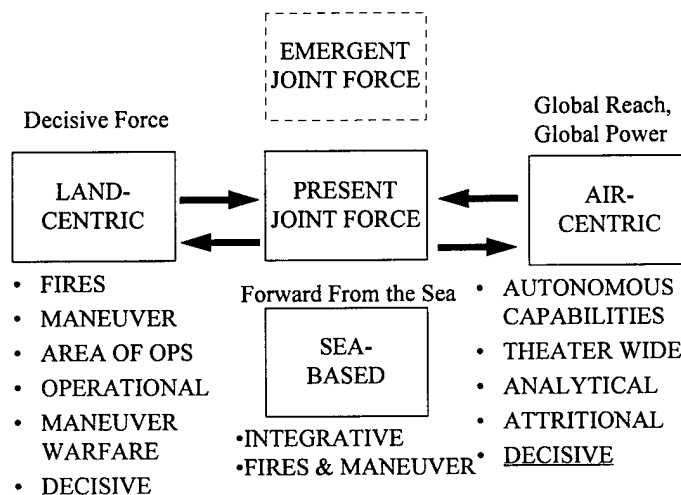 EMERGENT
JOINT FORCE
Decisive Force
Global Reach,
Global Power
LAND-
CENTRIC
PRESENT
JOINT FORCE
AIR-
CENTRIC
• FIRES
• MANEUVER
• AREA OF OPS
• OPERATIONAL
• MANEUVER
WARFARE
• DECISIVE
Forward From the Sea
SEA-
BASED
•INTEGRATIVE
•FIRES & MANEUVER
• AUTONOMOUS
CAPABILITIES
• THEATER WIDE
• ANALYTICAL
• ATTRITIONAL
• DECISIVE